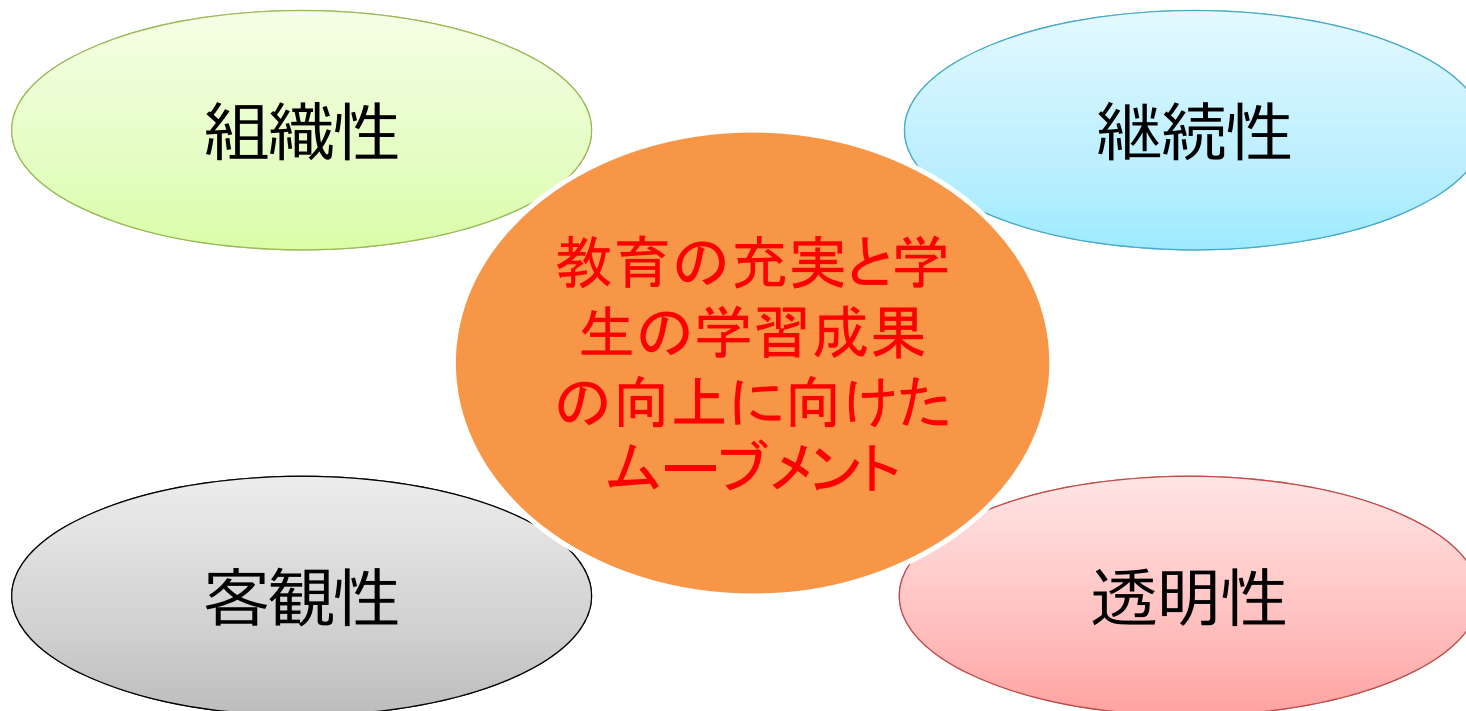 組織性
継続性
教育の充実と学
生の学習成果
の向上に向けた
ムーブメント
客観性
透明性